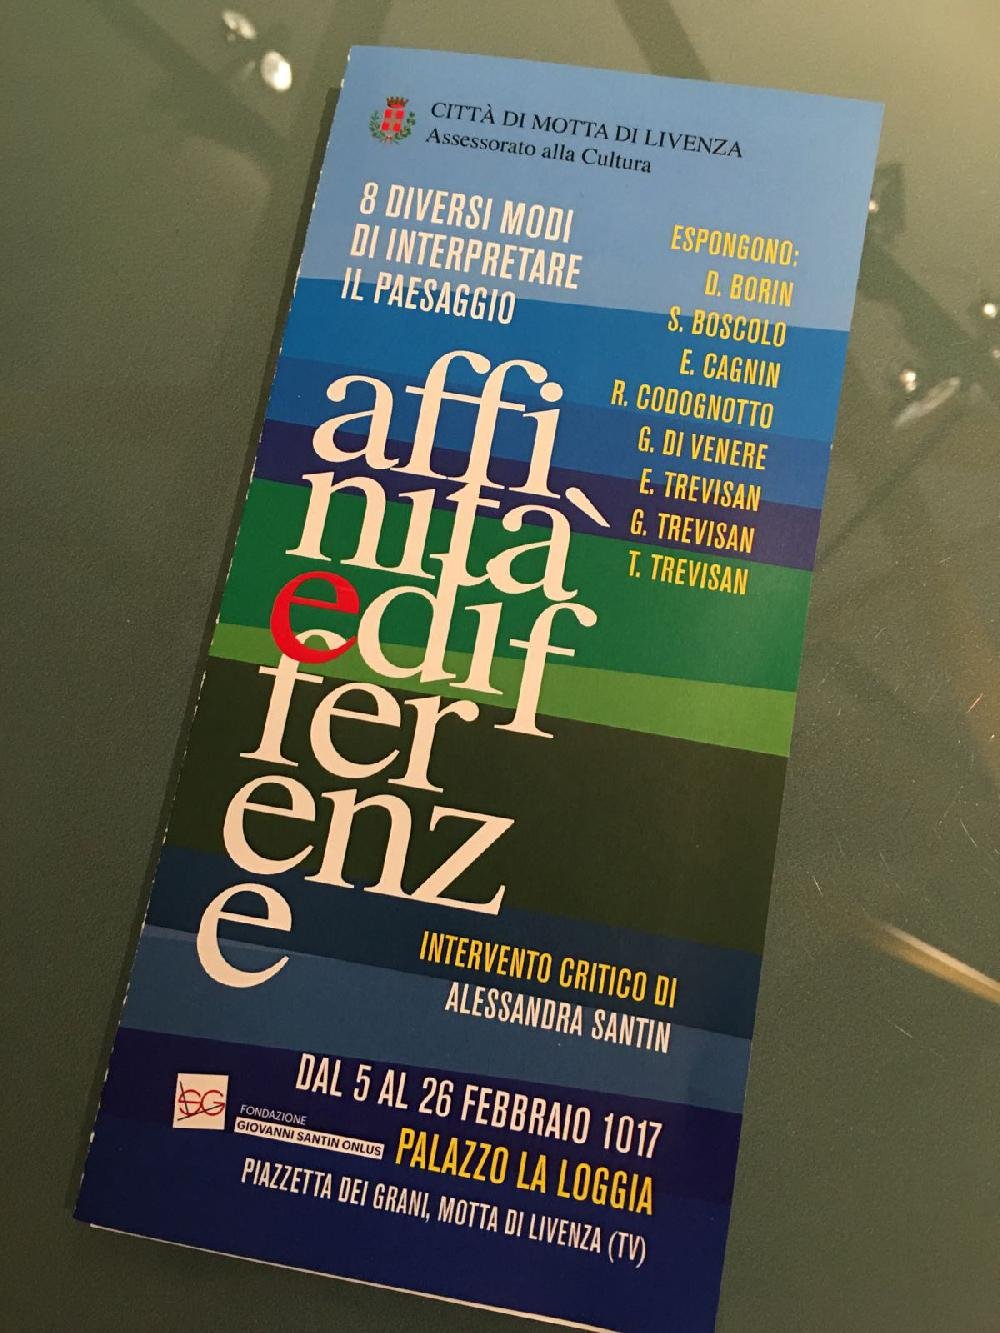 CITTÀ DI MOTTA DI LIVENZA
Assessorato alla Cultura
8 DIVERSI MODI
DI INTERPRETARE
IL PAESAGGIO
ESPONGONO:
D. BORIN
S. BOSCOLO
E. CAGNIN
R. CODOGNOTTO
G. DI VENERE
E. TREVISAN
G. TREVISAN
T. TREVISAN
affi
nità
edif
fer
enz
e
INTERVENTO CRITICO DI
ALESSANDRA SANTIN
DAL 5 AL 26 FEBBRAIO 1017
SG
FONDAZIONE
GIOVANNI SANTIN ONLUS
PALAZZO LA LOGGIA
PIAZZETTA DEI GRANI, MOTTA DI LIVENZA (TV)